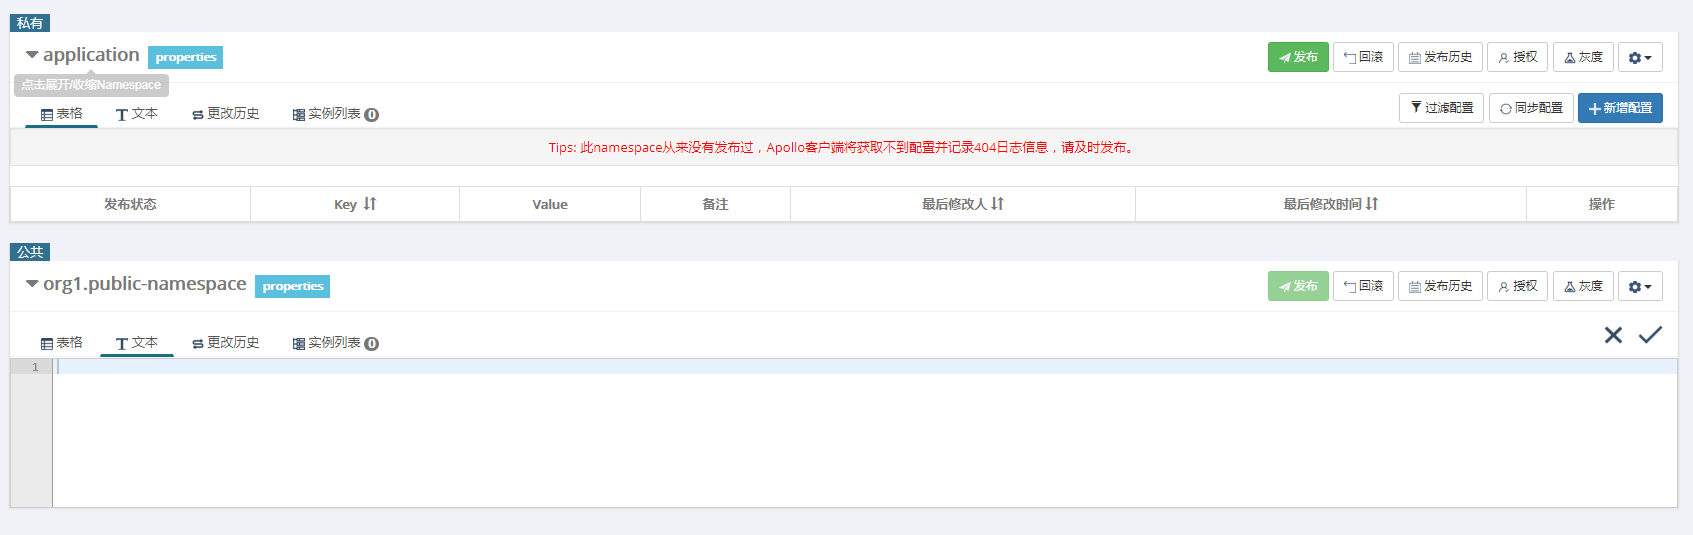 私有
application properties 发布 回滚 发布历史 授权 灰度
点击展开/收缩Namespace
表格 文本 更改历史 实例列表 0 过滤配置 同步配置 新增配置
Tips: 此namespace从来没有发布过，Apollo客户端将获取不到配置并记录404日志信息，请及时发布。
发布状态 Key Value 备注 最后修改人 最后修改时间 操作
公共
org1.public-namespace properties 发布 回滚 发布历史 授权 灰度
表格 文本 更改历史 实例列表 0
1